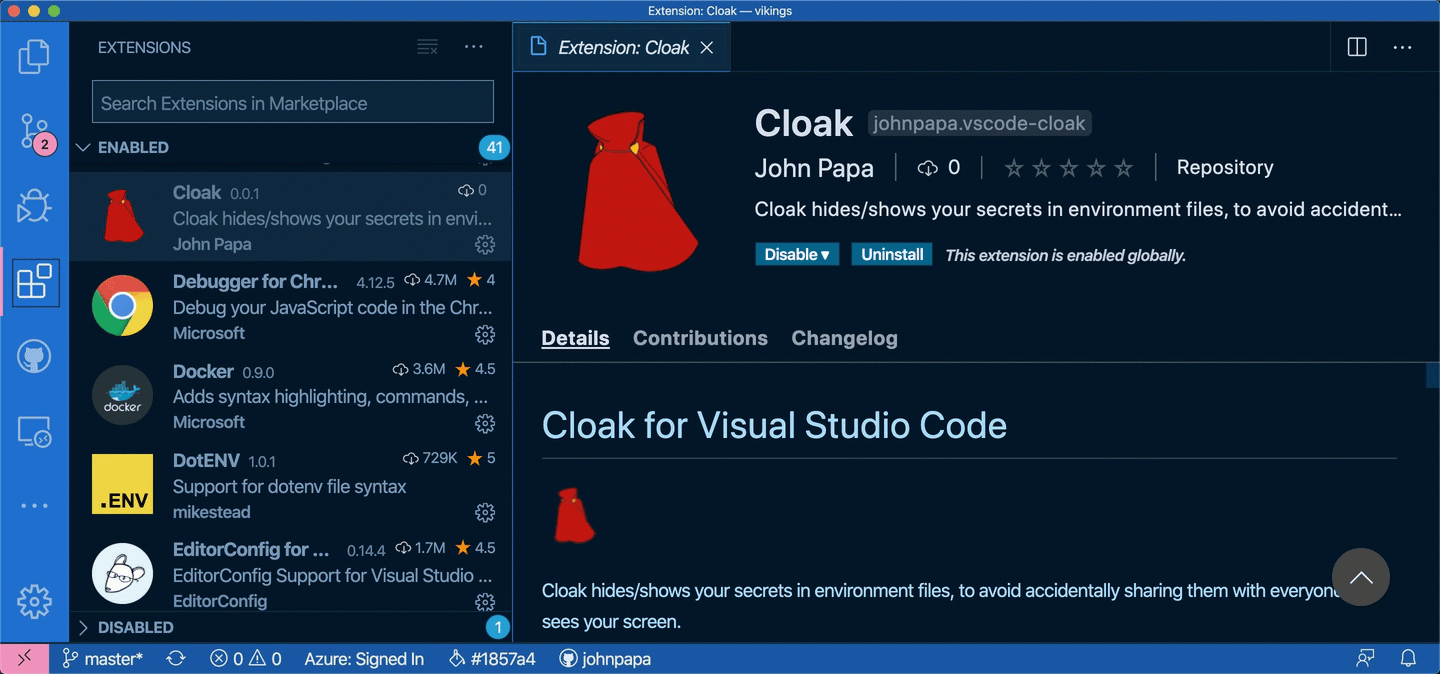 Extension: Cloak — vikings
EXTENSIONS
Search Extensions in Marketplace
2
ENABLED 41
Cloak 0.0.1 0
Cloak hides/shows your secrets in envi...
John Papa
Debugger for Chr... 4.12.5 4.7M ★ 4
Debug your JavaScript code in the Chr...
Microsoft
Docker 0.9.0 3.6M ★ 4.5
docker
Adds syntax highlighting, commands, ...
Microsoft
DotENV 1.0.1 729K ★ 5
.ENV
Support for dotenv file syntax
mikestead
EditorConfig for ... 0.14.4 1.7M ★ 4.5
EditorConfig Support for Visual Studio ...
EditorConfig
DISABLED 1
Extension: Cloak
Cloak johnpapa.vscode-cloak
John Papa 0 Repository
Cloak hides/shows your secrets in environment files, to avoid accident...
Disable ▾ Uninstall This extension is enabled globally.
Details Contributions Changelog
Cloak for Visual Studio Code
Cloak hides/shows your secrets in environment files, to avoid accidentally sharing them with everyone
sees your screen.
master* 0 0 Azure: Signed In #1857a4 johnpapa